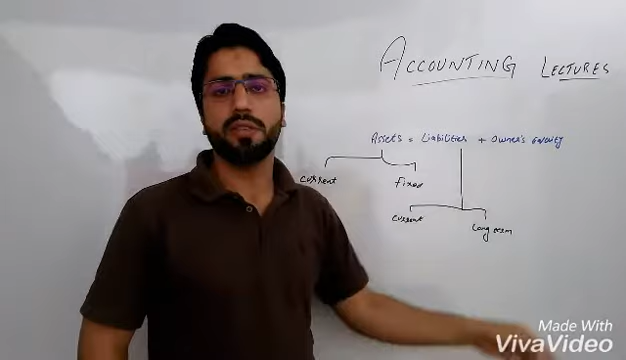 ACCOUNTING LECTURES
Assets = Liabilities + Owner's equity
Current Fixed
Current Long term
Made With
VivaVideo